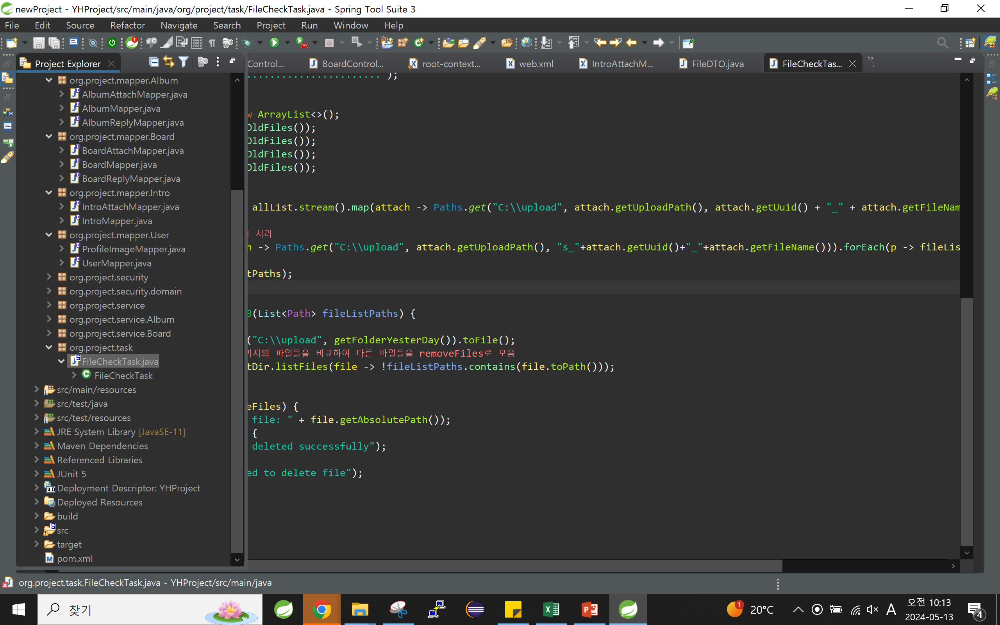 newProject - YHProject/src/main/java/org/project/task/FileCheckTask.java - Spring Tool Suite 3
File Edit Source Refactor Navigate Search Project Run Window Help
Project Explorer
Control... BoardControl... root-context... web.xml IntroAttachM... FileDTO.java FileCheckTas...
org.project.mapper.Album
AlbumAttachMapper.java
AlbumMapper.java
AlbumReplyMapper.java
org.project.mapper.Board
BoardAttachMapper.java
BoardMapper.java
BoardReplyMapper.java
org.project.mapper.Intro
IntroAttachMapper.java
IntroMapper.java
org.project.mapper.User
ProfileImageMapper.java
UserMapper.java
org.project.security
org.project.security.domain
org.project.service
org.project.service.Album
org.project.service.Board
org.project.task
FileCheckTask.java
FileCheckTask
src/main/resources
src/test/java
src/test/resources
JRE System Library [JavaSE-11]
Maven Dependencies
Referenced Libraries
JUnit 5
Deployment Descriptor: YHProject
Deployed Resources
build
src
target
pom.xml
....................... );
w ArrayList<>();
OldFiles());
OldFiles());
OldFiles());
OldFiles());
allList.stream().map(attach -> Paths.get("C:\\upload", attach.getUploadPath(), attach.getUuid() + "_" + attach.getFileNam
처리
h -> Paths.get("C:\\upload", attach.getUploadPath(), "s_"+attach.getUuid()+"_"+attach.getFileName())).forEach(p -> fileLis
tPaths);
B(List<Path> fileListPaths) {
("C:\\upload", getFolderYesterDay()).toFile();
까지의 파일들을 비교하여 다른 파일들을 removeFiles로 모음
tDir.listFiles(file -> !fileListPaths.contains(file.toPath()));
eFiles) {
file: " + file.getAbsolutePath());
{
deleted successfully");
ed to delete file");
org.project.task.FileCheckTask.java - YHProject/src/main/java
찾기
20°C
A
오전 10:13
2024-05-13
4